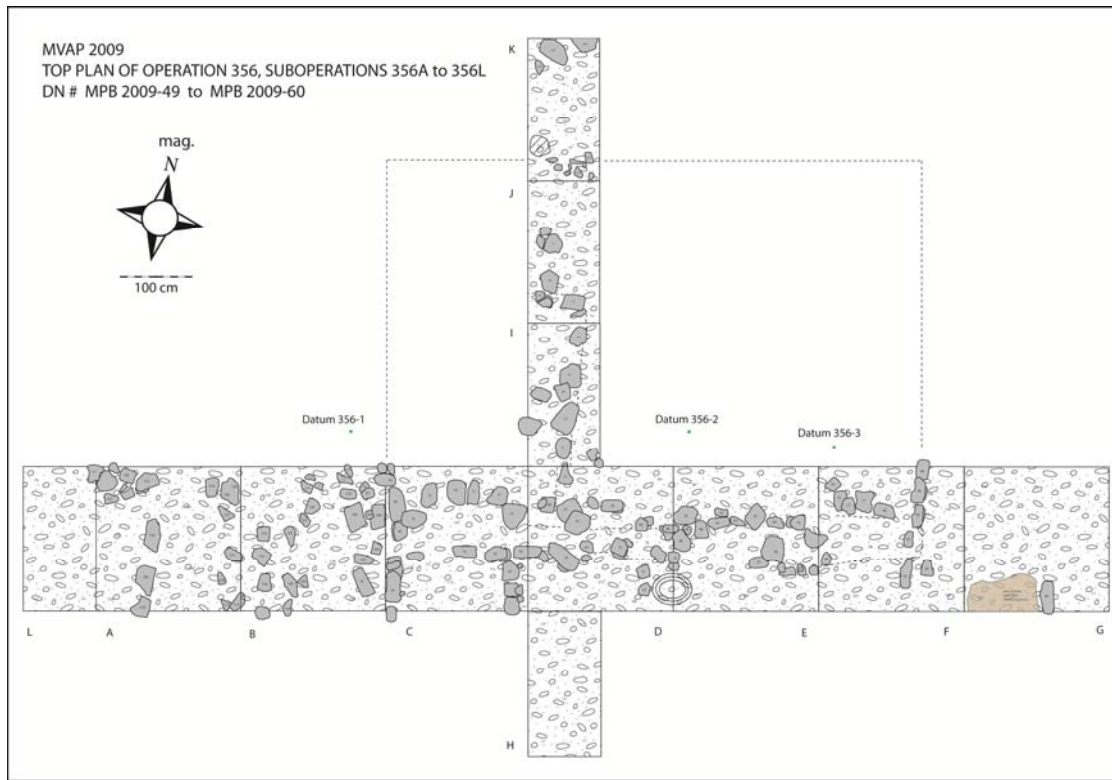 MVAP 2009
TOP PLAN OF OPERATION 356, SUBOPERATIONS 356A to 356L
DN # MPB 2009-49 to MPB 2009-60
K
mag.
N
J
100 cm
I
Datum 356-1
Datum 356-2
Datum 356-3
L
A
B
C
D
E
F
G
H